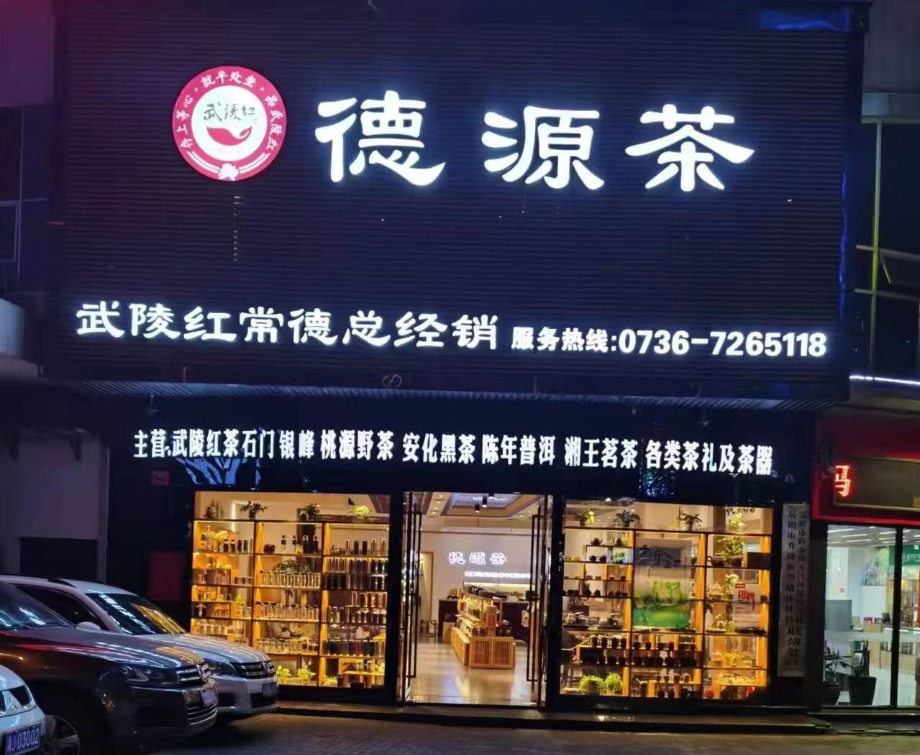 德源茶
武陵红
武陵红常德总经销 服务热线:0736-7265118
主营:武陵红茶 石门银峰 桃源野茶 安化黑茶 陈年普洱 湘王茗茶 各类茶礼及茶器
德源茶
03002